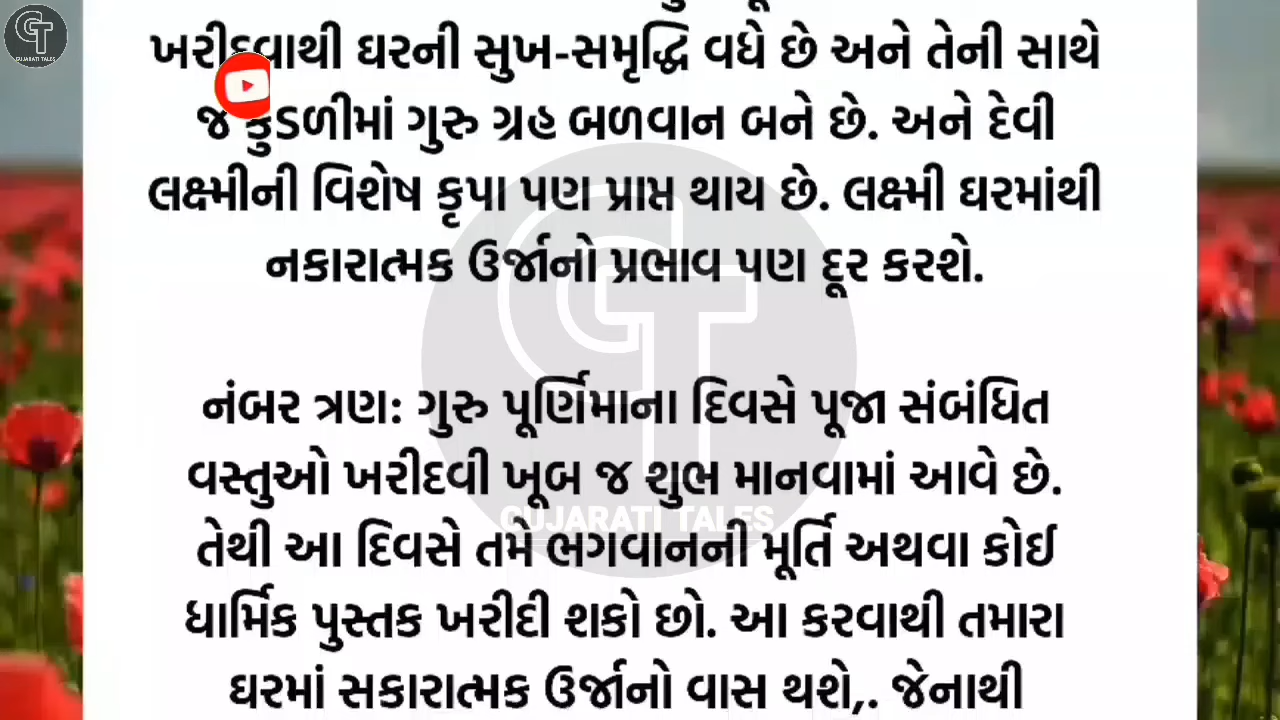 GUJARATI TALES
ખરીદવાથી ઘરની સુખ-સમૃદ્ધિ વધે છે અને તેની સાથે
જ કુંડળીમાં ગુરુ ગ્રહ બળવાન બને છે. અને દેવી
લક્ષ્મીની વિશેષ કૃપા પણ પ્રાપ્ત થાય છે. લક્ષ્મી ઘરમાંથી
નકારાત્મક ઉર્જાનો પ્રભાવ પણ દૂર કરશે.
નંબર ત્રણઃ ગુરુ પૂર્ણિમાના દિવસે પૂજા સંબંધિત
વસ્તુઓ ખરીદવી ખૂબ જ શુભ માનવામાં આવે છે.
GUJARATI TALES
તેથી આ દિવસે તમે ભગવાનની મૂર્તિ અથવા કોઈ
ધાર્મિક પુસ્તક ખરીદી શકો છો. આ કરવાથી તમારા
ઘરમાં સકારાત્મક ઉર્જાનો વાસ થશે,. જેનાથી